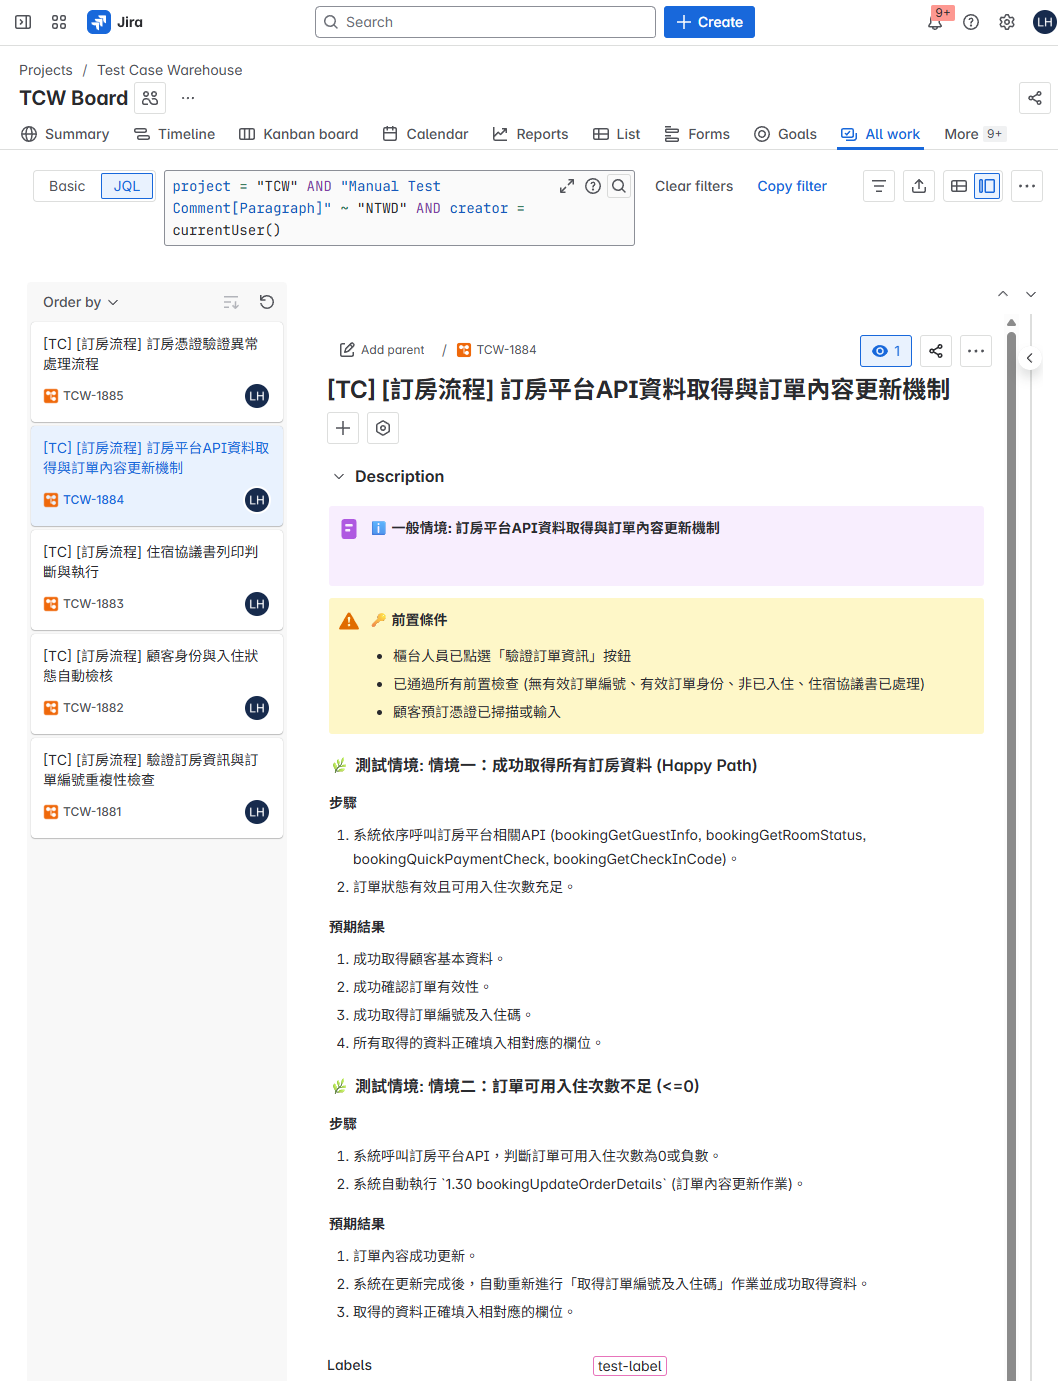 Jira
Search
Create
9+
LH
Projects / Test Case Warehouse
TCW Board
Summary
Timeline
Kanban board
Calendar
Reports
List
Forms
Goals
All work
More 9+
Basic
JQL
project = "TCW" AND "Manual Test
Comment[Paragraph]" ~ "NTWD" AND creator =
currentUser()
Clear filters
Copy filter
Order by
[TC] [訂房流程] 訂房憑證驗證異常
處理流程
TCW-1885
LH
[TC] [訂房流程] 訂房平台API資料取
得與訂單內容更新機制
TCW-1884
LH
[TC] [訂房流程] 住宿協議書列印判
斷與執行
TCW-1883
LH
[TC] [訂房流程] 顧客身份與入住狀
態自動檢核
TCW-1882
LH
[TC] [訂房流程] 驗證訂房資訊與訂
單編號重複性檢查
TCW-1881
LH
Add parent / TCW-1884
1
[TC] [訂房流程] 訂房平台API資料取得與訂單內容更新機制
Description
一般情境: 訂房平台API資料取得與訂單內容更新機制
前置條件
• 櫃台人員已點選「驗證訂單資訊」按鈕
• 已通過所有前置檢查 (無有效訂單編號、有效訂單身份、非已入住、住宿協議書已處理)
• 顧客預訂憑證已掃描或輸入
測試情境: 情境一：成功取得所有訂房資料 (Happy Path)
步驟
1. 系統依序呼叫訂房平台相關API (bookingGetGuestInfo, bookingGetRoomStatus,
bookingQuickPaymentCheck, bookingGetCheckInCode)。
2. 訂單狀態有效且可用入住次數充足。
預期結果
1. 成功取得顧客基本資料。
2. 成功確認訂單有效性。
3. 成功取得訂單編號及入住碼。
4. 所有取得的資料正確填入相對應的欄位。
測試情境: 情境二：訂單可用入住次數不足 (<=0)
步驟
1. 系統呼叫訂房平台API，判斷訂單可用入住次數為0或負數。
2. 系統自動執行 `1.30 bookingUpdateOrderDetails` (訂單內容更新作業)。
預期結果
1. 訂單內容成功更新。
2. 系統在更新完成後，自動重新進行「取得訂單編號及入住碼」作業並成功取得資料。
3. 取得的資料正確填入相對應的欄位。
Labels
test-label